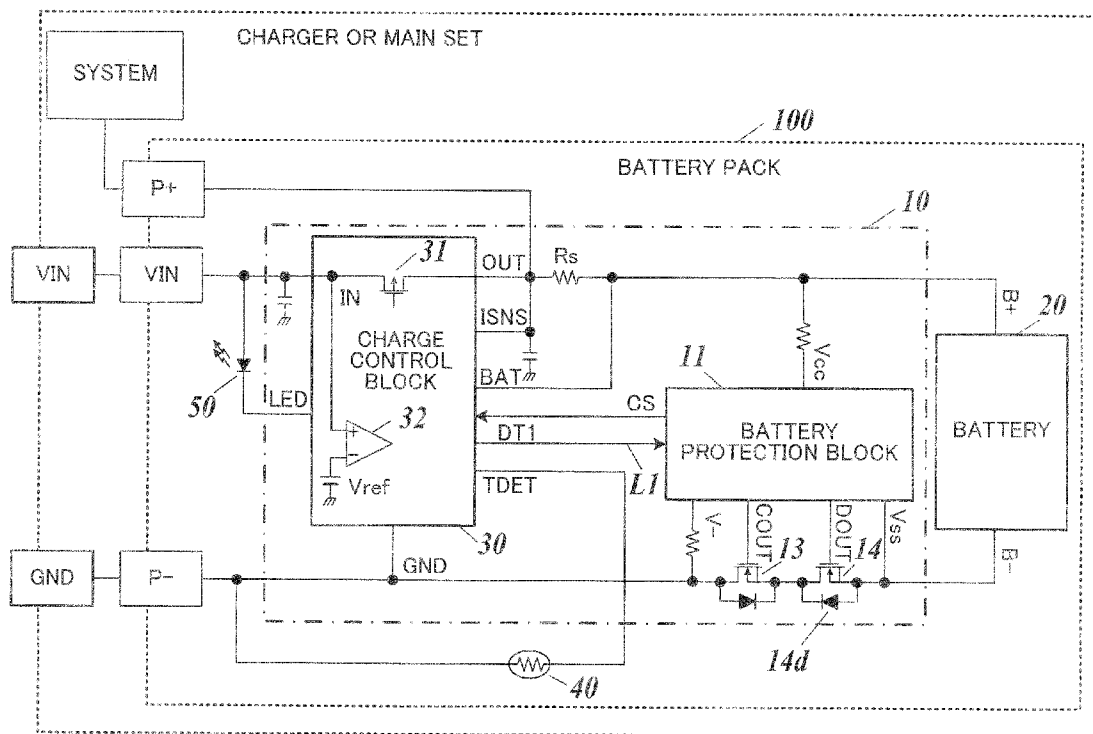 CHARGER OR MAIN SET
SYSTEM
100
BATTERY PACK
P+
10
VIN
VIN
31
OUT
Rs
IN
ISNS
B+
20
CHARGE
CONTROL
BLOCK
Vcc
11
BAT
50
LED
32
CS
BATTERY
PROTECTION BLOCK
BATTERY
DT1
L1
Vref
TDET
30
V-
COUT
DOUT
Vss
13
14
B-
GND
P-
GND
14d
40